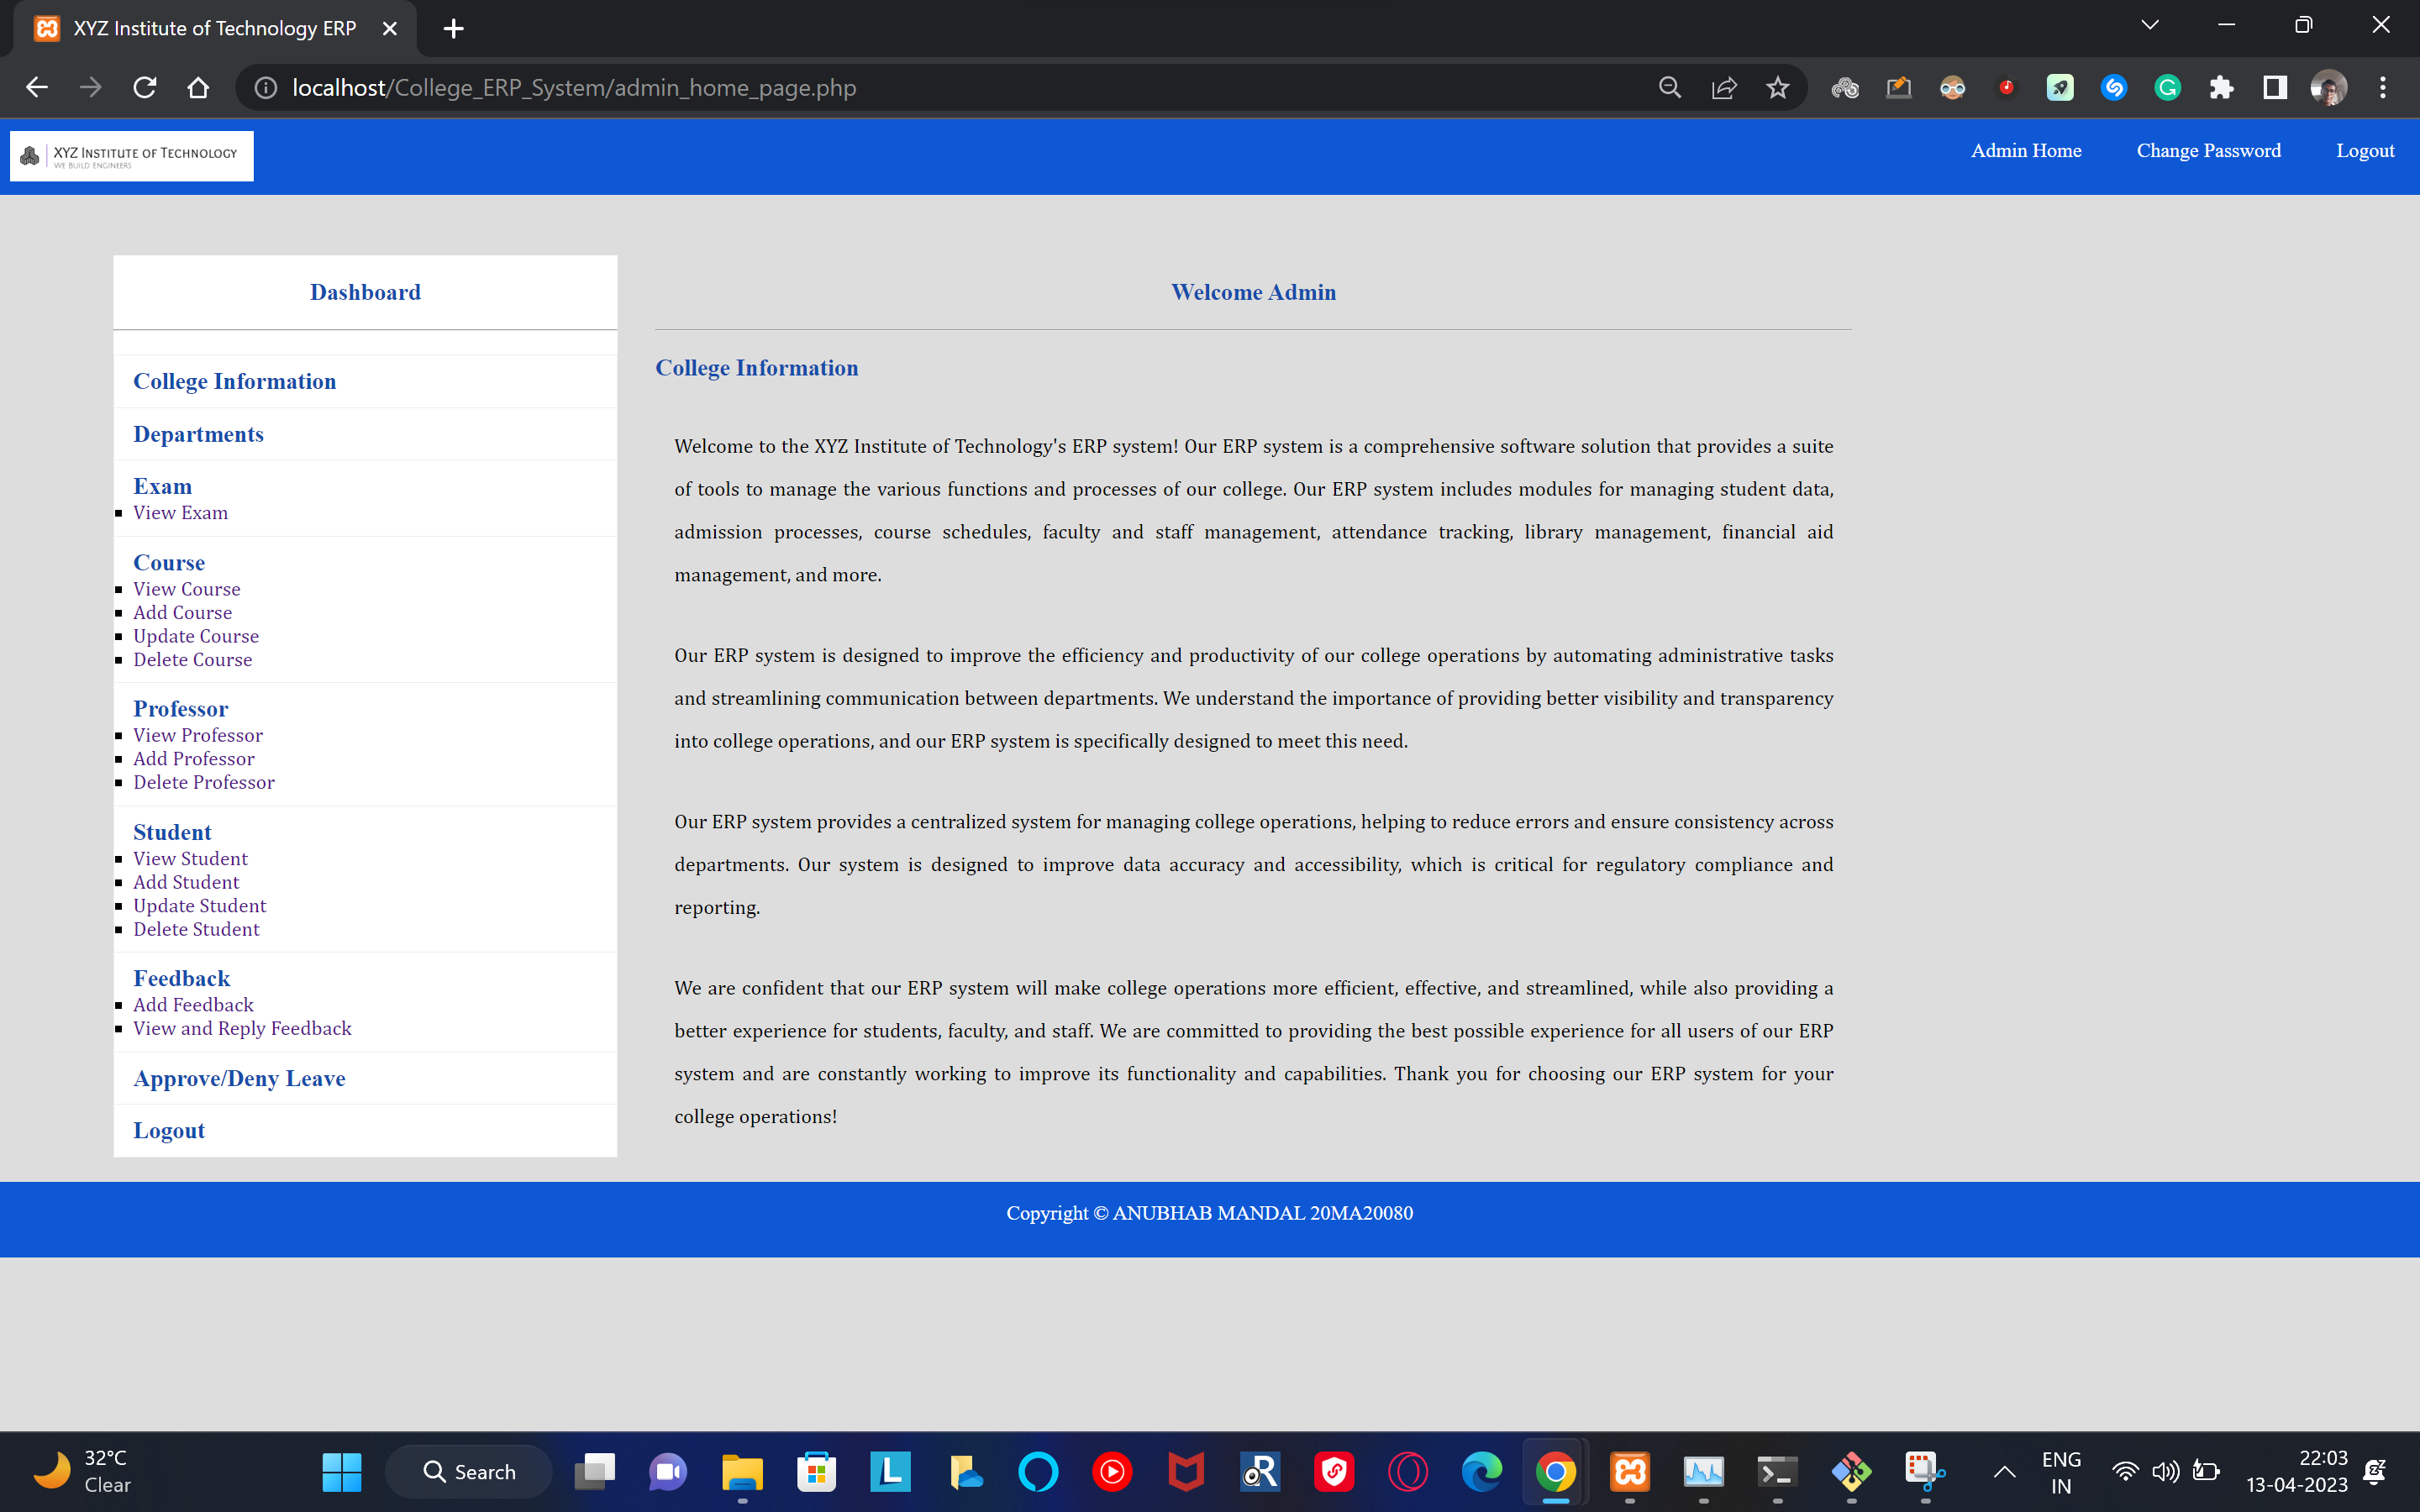 XYZ Institute of Technology ERP
localhost/College_ERP_System/admin_home_page.php
XYZ INSTITUTE OF TECHNOLOGY
WE BUILD ENGINEERS
Admin Home
Change Password
Logout
Dashboard
College Information
Departments
Exam
View Exam
Course
View Course
Add Course
Update Course
Delete Course
Professor
View Professor
Add Professor
Delete Professor
Student
View Student
Add Student
Update Student
Delete Student
Feedback
Add Feedback
View and Reply Feedback
Approve/Deny Leave
Logout
Welcome Admin
College Information
Welcome to the XYZ Institute of Technology's ERP system! Our ERP system is a comprehensive software solution that provides a suite
of tools to manage the various functions and processes of our college. Our ERP system includes modules for managing student data,
admission processes, course schedules, faculty and staff management, attendance tracking, library management, financial aid
management, and more.
Our ERP system is designed to improve the efficiency and productivity of our college operations by automating administrative tasks
and streamlining communication between departments. We understand the importance of providing better visibility and transparency
into college operations, and our ERP system is specifically designed to meet this need.
Our ERP system provides a centralized system for managing college operations, helping to reduce errors and ensure consistency across
departments. Our system is designed to improve data accuracy and accessibility, which is critical for regulatory compliance and
reporting.
We are confident that our ERP system will make college operations more efficient, effective, and streamlined, while also providing a
better experience for students, faculty, and staff. We are committed to providing the best possible experience for all users of our ERP
system and are constantly working to improve its functionality and capabilities. Thank you for choosing our ERP system for your
college operations!
Copyright © ANUBHAB MANDAL 20MA20080
32°C
Clear
Search
ENG
IN
22:03
13-04-2023